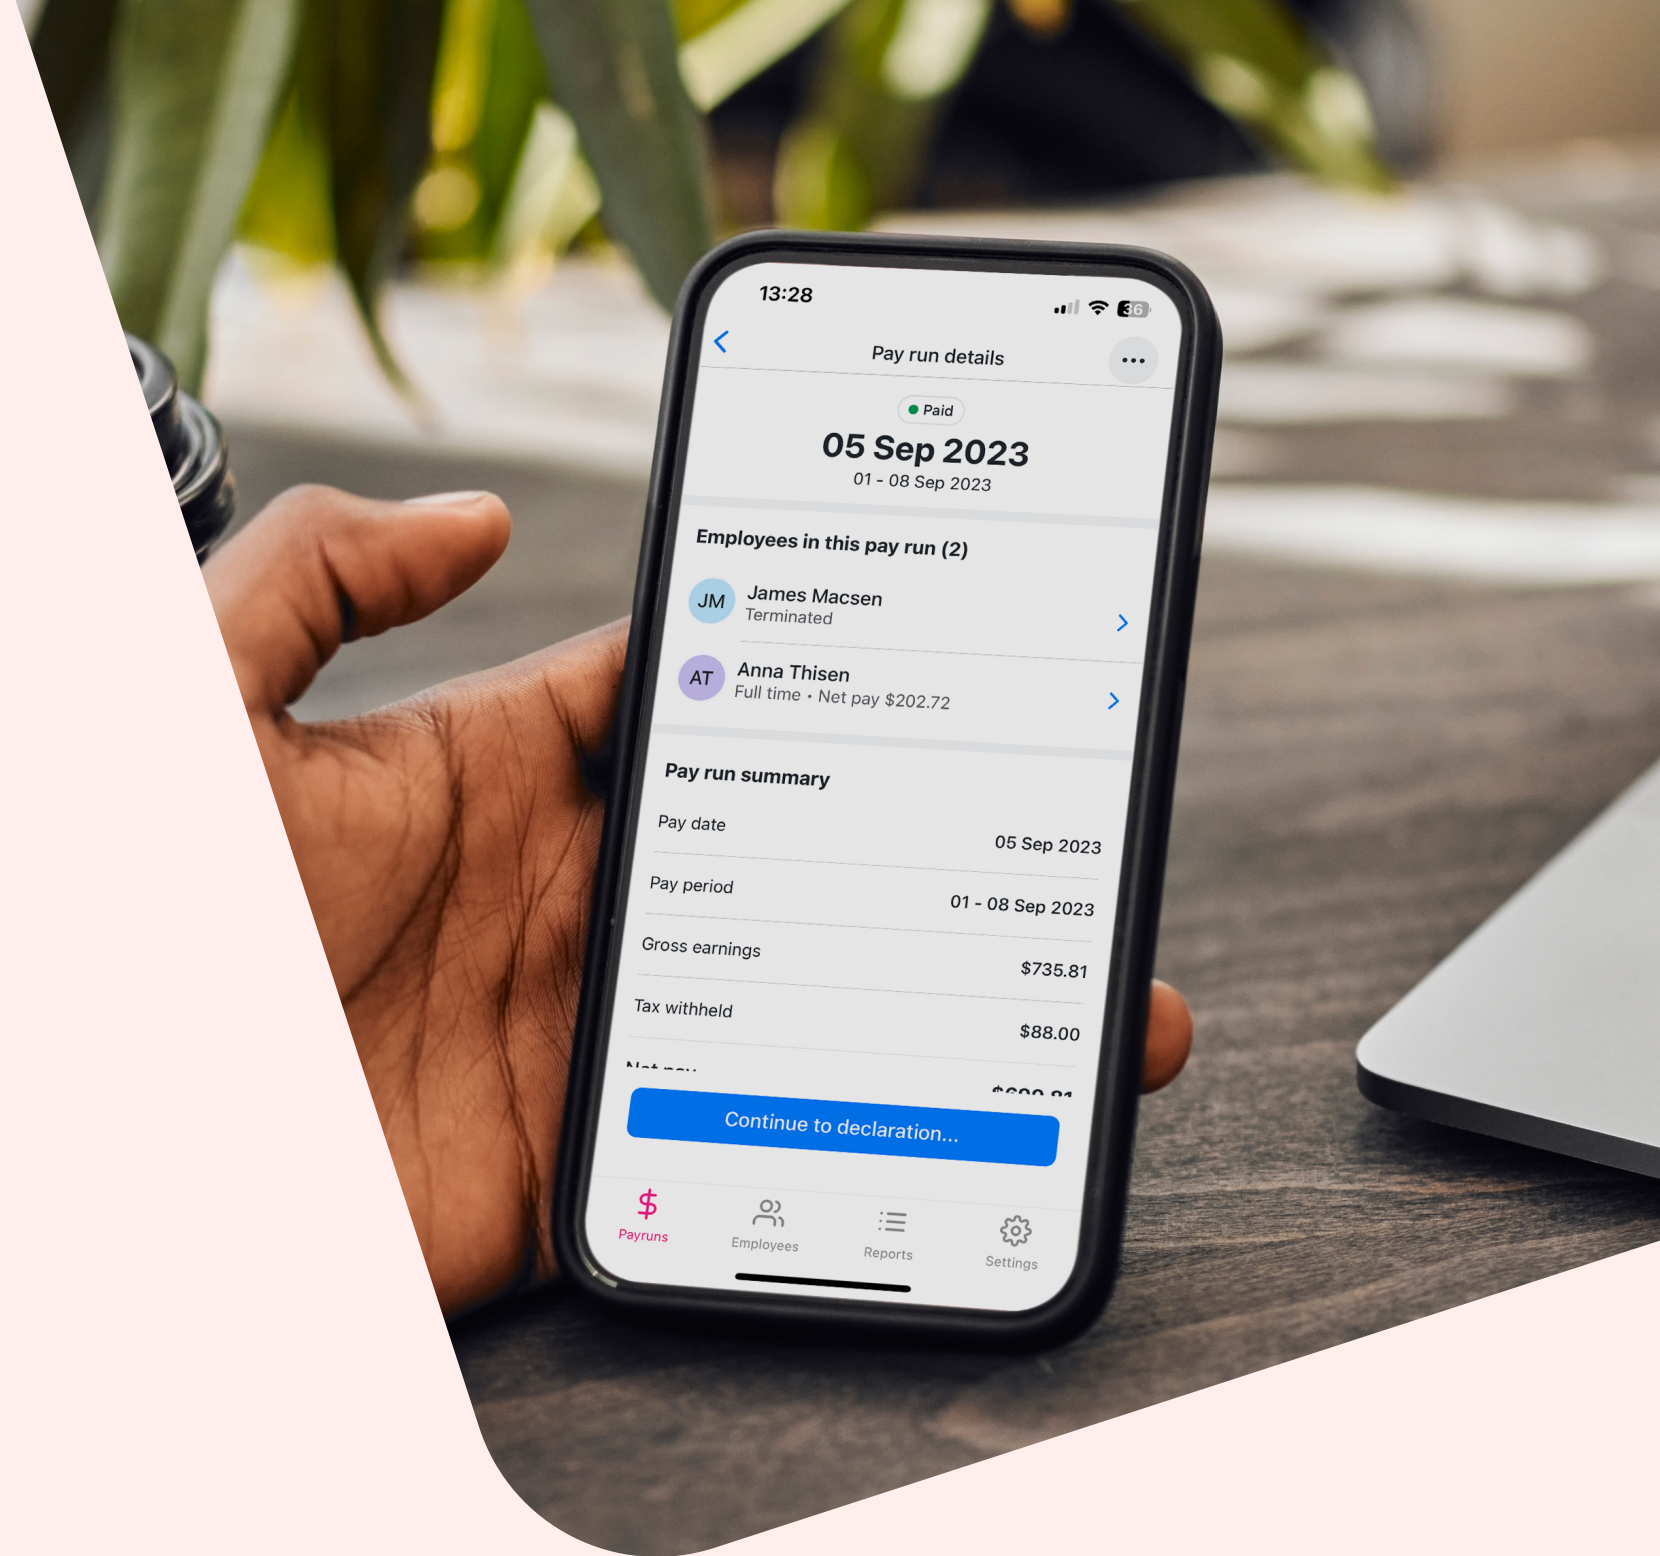 13:28
36
Pay run details
Paid
05 Sep 2023
01 - 08 Sep 2023
Employees in this pay run (2)
JM
James Macsen
Terminated
AT
Anna Thisen
Full time • Net pay $202.72
Pay run summary
Pay date
05 Sep 2023
Pay period
01 - 08 Sep 2023
Gross earnings
$735.81
Tax withheld
$88.00
Net pay
Continue to declaration...
Payruns
Employees
Reports
Settings